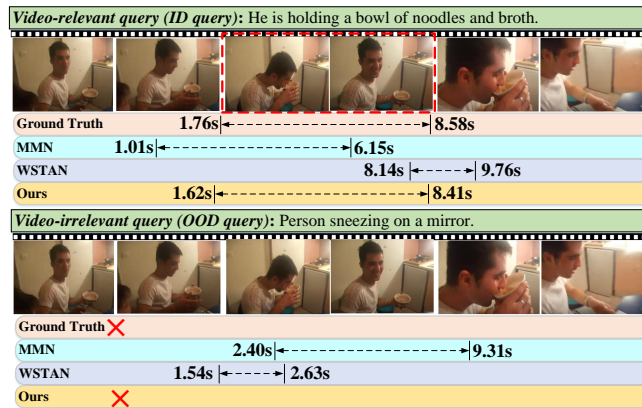 Video-relevant query (ID query): He is holding a bowl of noodles and broth.
Ground Truth 1.76s 8.58s
MMN 1.01s 6.15s
WSTAN 8.14s 9.76s
Ours 1.62s 8.41s
Video-irrelevant query (OOD query): Person sneezing on a mirror.
Ground Truth
MMN 2.40s 9.31s
WSTAN 1.54s 2.63s
Ours